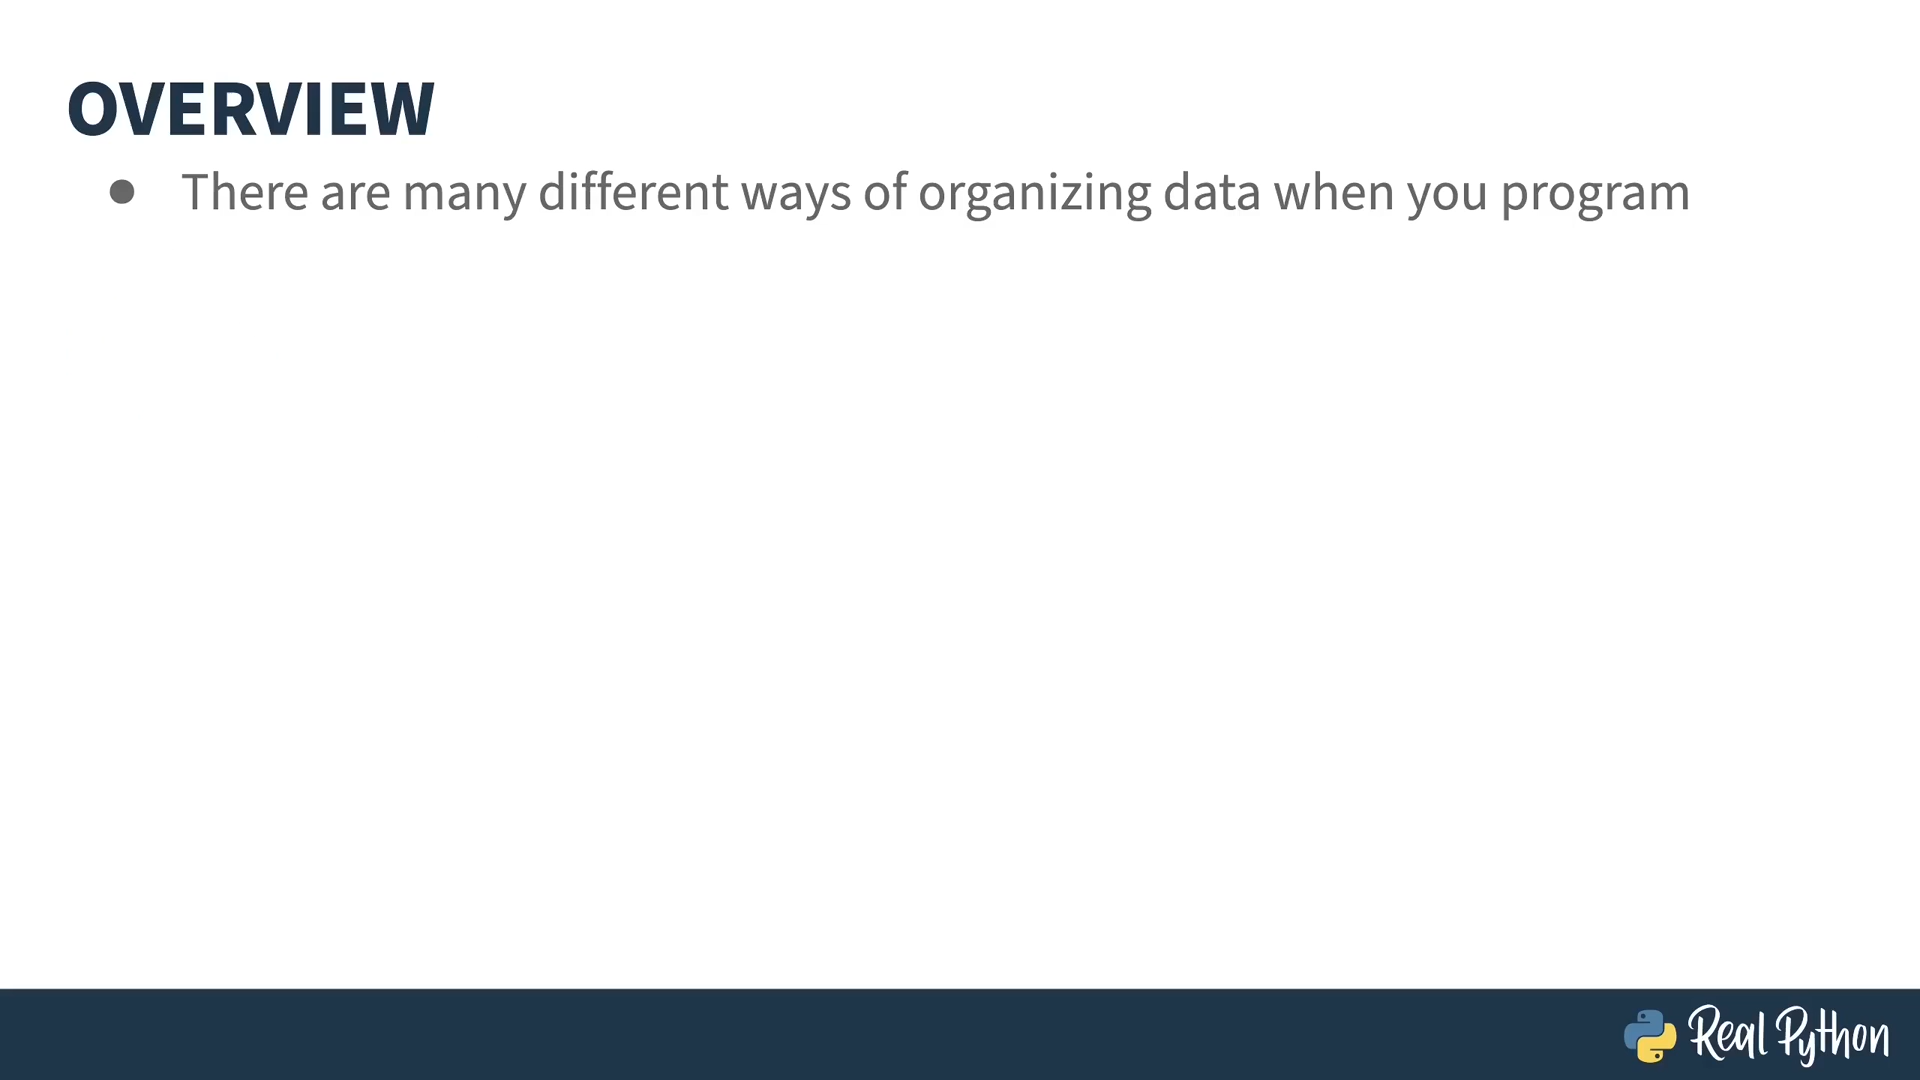 OVERVIEW
● There are many different ways of organizing data when you program
Real Python